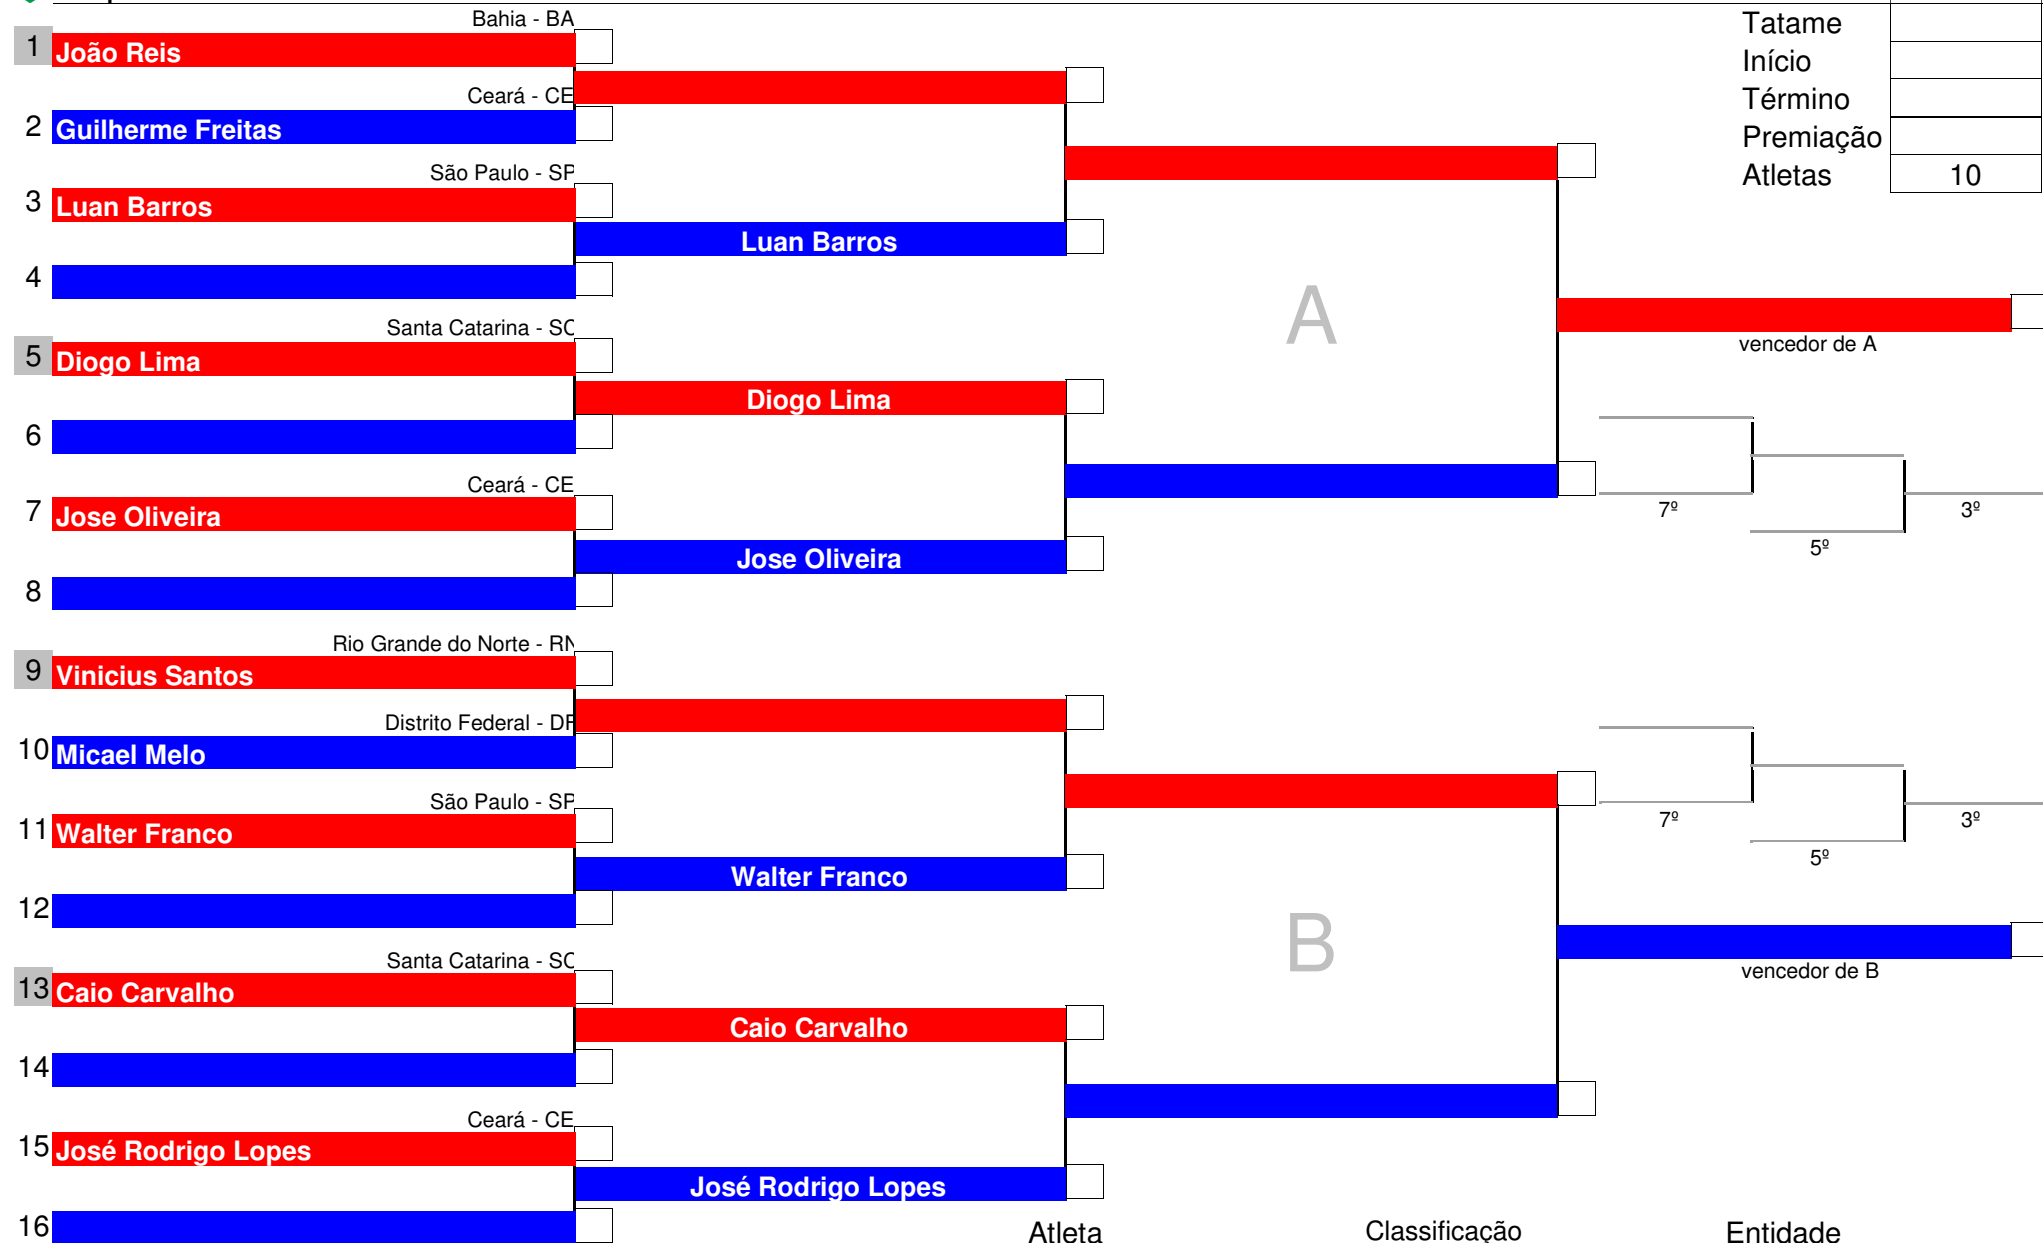 Bahia - BA
1 João Reis
Ceará - CE
2 Guilherme Freitas
São Paulo - SP
3 Luan Barros
Luan Barros
4
Santa Catarina - SC
5 Diogo Lima
Diogo Lima
6
Ceará - CE
7 Jose Oliveira
Jose Oliveira
8
Rio Grande do Norte - RN
9 Vinicius Santos
Distrito Federal - DF
10 Micael Melo
São Paulo - SP
11 Walter Franco
Walter Franco
12
Santa Catarina - SC
13 Caio Carvalho
Caio Carvalho
14
Ceará - CE
15 José Rodrigo Lopes
José Rodrigo Lopes
16
A
B
Tatame
Início
Término
Premiação
Atletas 10
vencedor de A
7º
3º
5º
7º
3º
5º
vencedor de B
Atleta Classificação Entidade